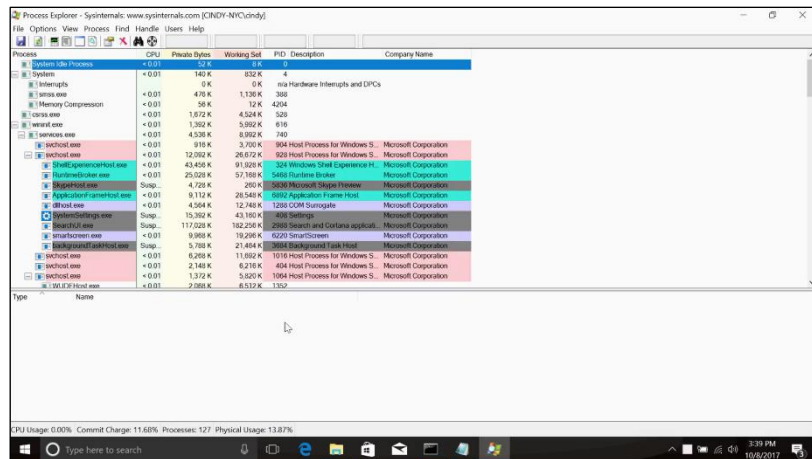 Process Explorer - Sysinternals: www.sysinternals.com [CINDY-NYC\cindy]
File Options View Process Find Handle Users Help
Process CPU Private Bytes Working Set PID Description Company Name
System Idle Process < 0.01 52 K 8 K 0
System < 0.01 140 K 832 K 4
Interrupts < 0.01 0 K 0 K n/a Hardware Interrupts and DPCs
smss.exe < 0.01 476 K 1,136 K 388
Memory Compression < 0.01 56 K 12 K 4204
csrss.exe < 0.01 1,672 K 4,524 K 528
wininit.exe < 0.01 1,392 K 5,992 K 616
services.exe < 0.01 4,536 K 8,992 K 740
svchost.exe < 0.01 916 K 3,700 K 904 Host Process for Windows S... Microsoft Corporation
svchost.exe < 0.01 12,092 K 26,672 K 928 Host Process for Windows S... Microsoft Corporation
ShellExperienceHost.exe < 0.01 43,456 K 91,928 K 324 Windows Shell Experience H... Microsoft Corporation
RuntimeBroker.exe < 0.01 25,028 K 57,168 K 5468 Runtime Broker Microsoft Corporation
SkypeHost.exe Susp... 4,728 K 260 K 5836 Microsoft Skype Preview Microsoft Corporation
ApplicationFrameHost.exe < 0.01 9,112 K 28,548 K 6892 Application Frame Host Microsoft Corporation
dllhost.exe < 0.01 4,564 K 12,748 K 1288 COM Surrogate Microsoft Corporation
SystemSettings.exe Susp... 15,392 K 43,160 K 408 Settings Microsoft Corporation
SearchUI.exe Susp... 117,028 K 182,256 K 2988 Search and Cortana applicati... Microsoft Corporation
smartscreen.exe < 0.01 9,968 K 19,296 K 6220 SmartScreen Microsoft Corporation
backgroundTaskHost.exe Susp... 5,788 K 21,484 K 3684 Background Task Host Microsoft Corporation
svchost.exe < 0.01 6,268 K 11,692 K 1016 Host Process for Windows S... Microsoft Corporation
svchost.exe < 0.01 2,148 K 6,216 K 404 Host Process for Windows S... Microsoft Corporation
svchost.exe < 0.01 1,372 K 5,820 K 1064 Host Process for Windows S... Microsoft Corporation
WUDFHost.exe < 0.01 2,088 K 6,512 K 1352
Type Name
CPU Usage: 0.00% Commit Charge: 11.68% Processes: 127 Physical Usage: 13.87%
Type here to search
3:39 PM
10/8/2017